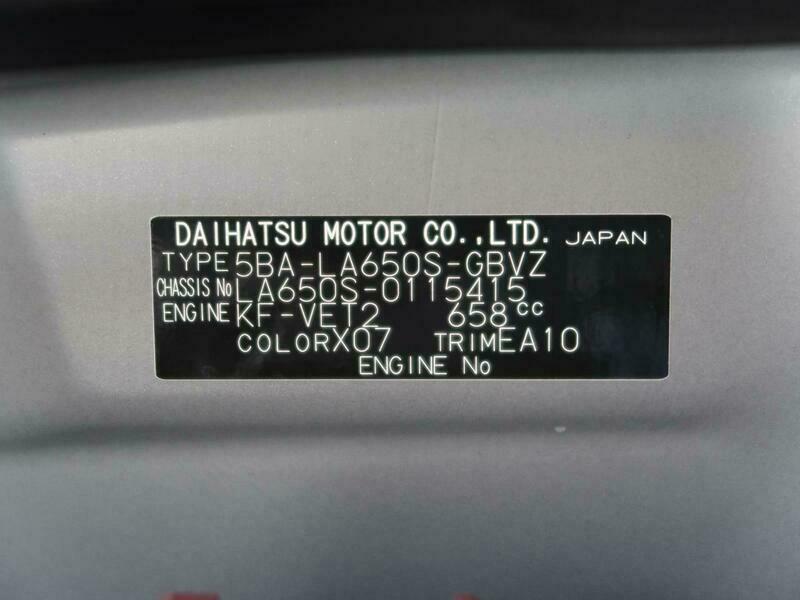 DAIHATSU MOTOR CO.,LTD. JAPAN
TYPE 5BA-LA650S-GBVZ
CHASSIS No LA650S-0115415
ENGINE KF-VET2 658cc
COLOR X07 TRIM EA10
ENGINE No